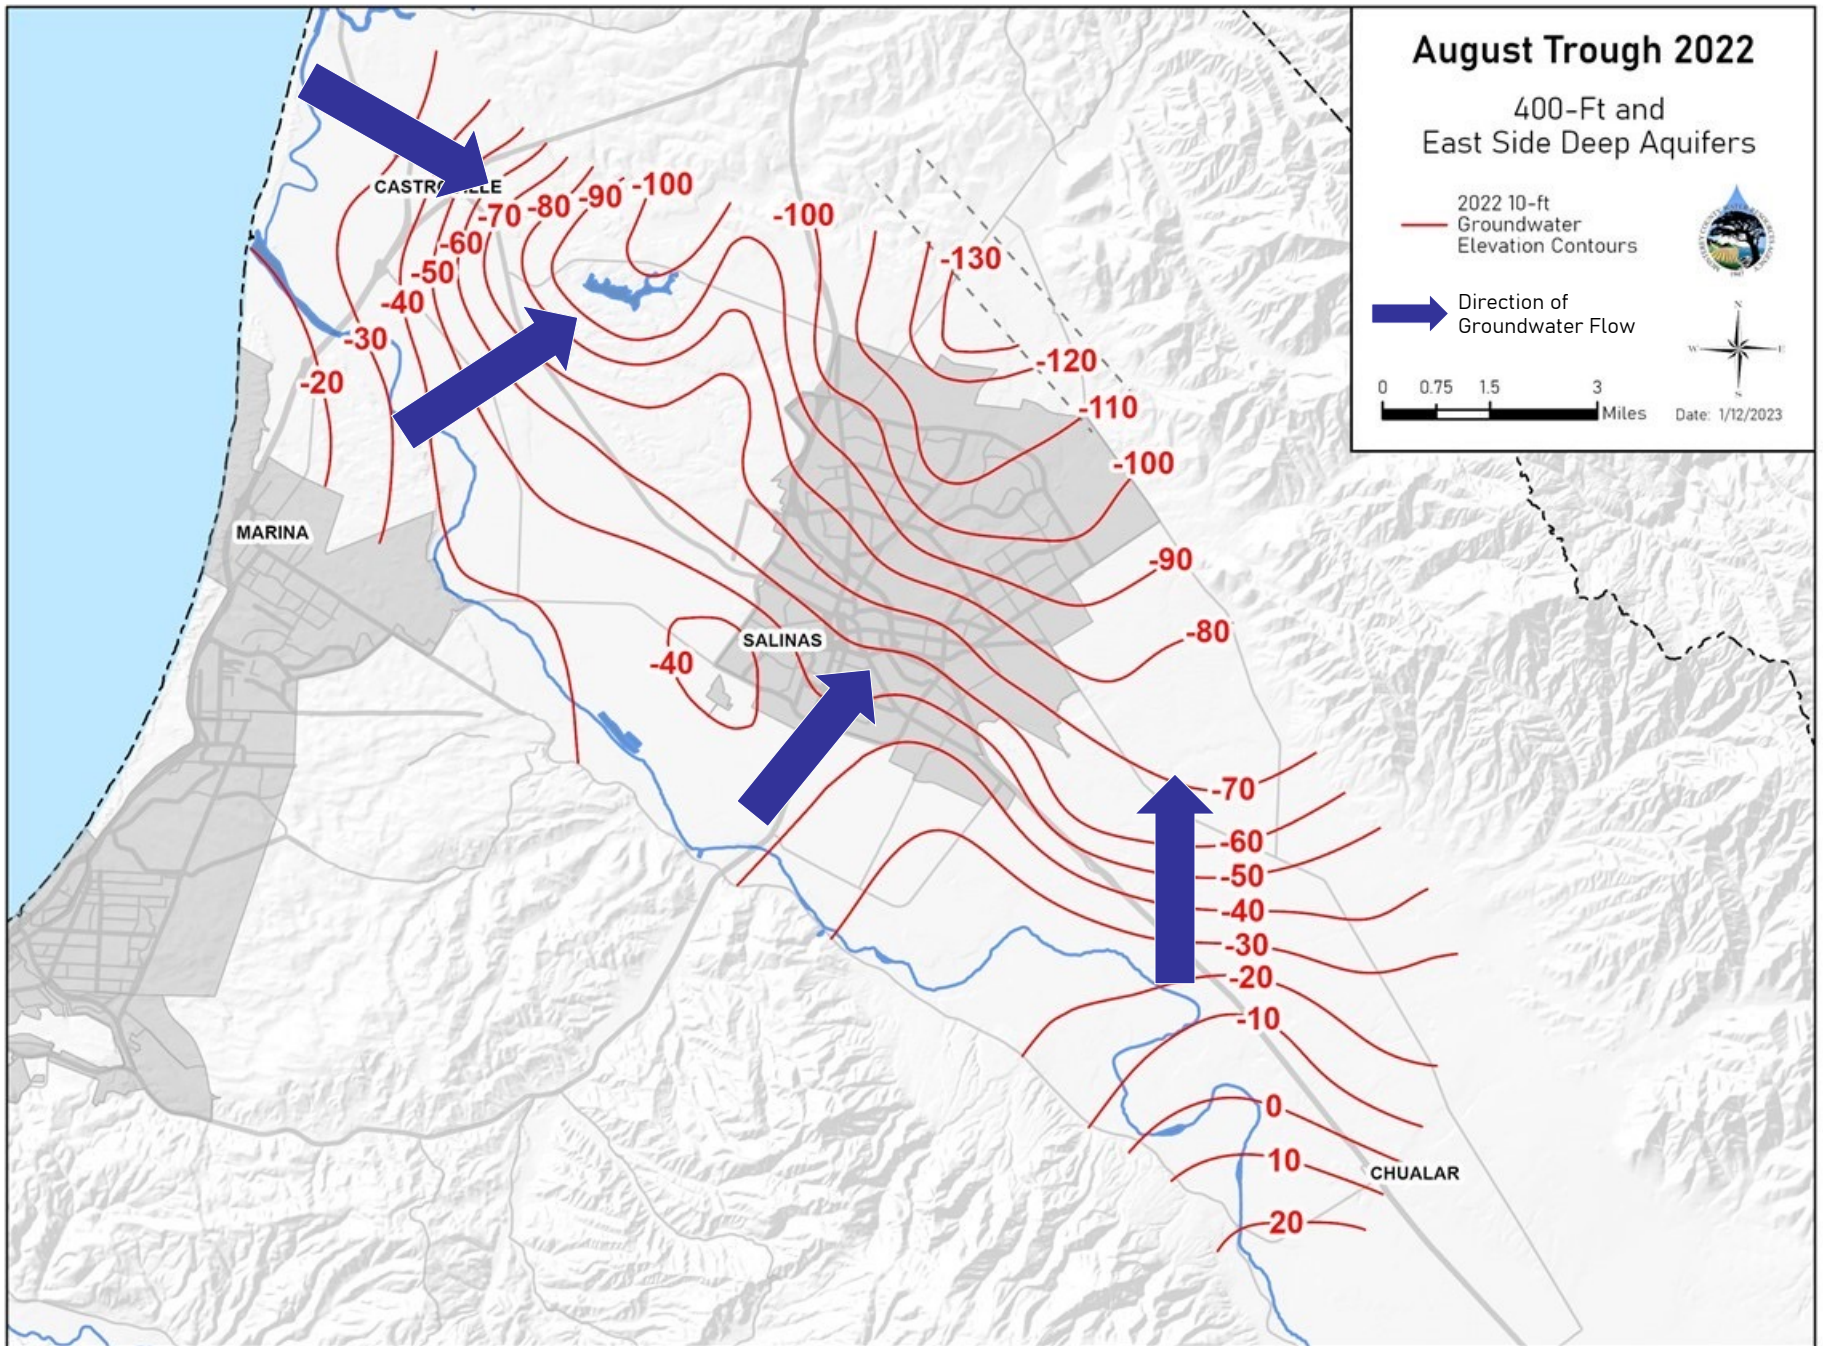 August Trough 2022
400-Ft and
East Side Deep Aquifers
2022 10-ft
Groundwater
Elevation Contours
Direction of
Groundwater Flow
N
W
E
S
0 0.75 1.5 3
Miles
Date: 1/12/2023
-100
-90
-80
-70
-60
-50
-40
-30
-20
-100
-130
-120
-110
-100
-90
-80
-40
-70
-60
-50
-40
-30
-20
-10
0
10
20
MARINA
SALINAS
CHUALAR